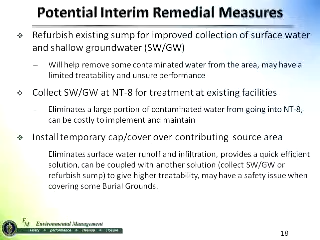 Potential Interim Remedial Measures
❖ Refurbish existing sump for improved collection of surface water
and shallow groundwater (SW/GW)
– Will help remove some contaminated water from the area, may have a
limited treatability and unsure performance
❖ Collect SW/GW at NT-8 for treatment at existing facilities
– Eliminates a large portion of contaminated water from going into NT-8,
can be costly to implement and maintain
❖ Install temporary cap/cover over contributing source area
Eliminates surface water runoff and infiltration, provides a quick efficient
solution, can be coupled with another solution (collect SW/GW or
refurbish sump) to give higher treatability, may have a safety issue when
covering some Burial Grounds.
EM Environmental Management
safety ❖ performance ❖ cleanup ❖ closure
19